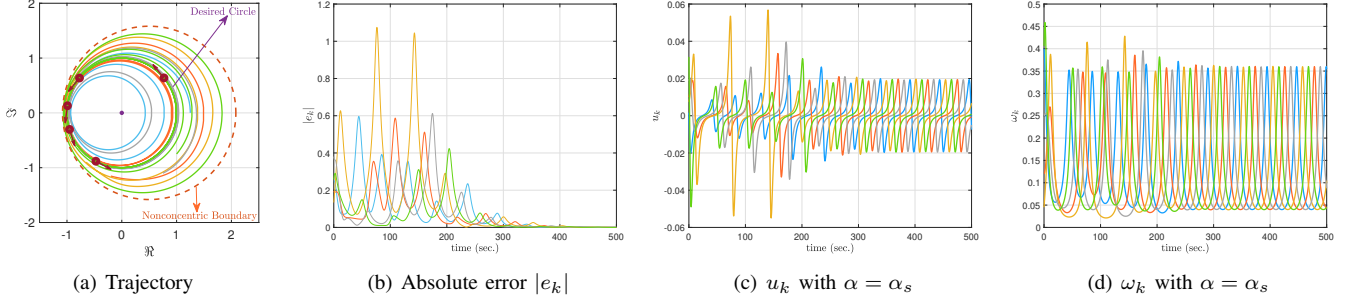 2
1
0
-1
-2
ℑ
-1 0 1 2
ℜ
Desired Circle
Nonconcentric Boundary
(a) Trajectory
1.2
1
0.8
0.6
0.4
0.2
0
|e_k|
0 100 200 300 400 500
time (sec.)
(b) Absolute error |e_k|
0.06
0.04
0.02
0
-0.02
-0.04
-0.06
u_k
0 100 200 300 400 500
time (sec.)
(c) u_k with α = α_s
0.5
0.45
0.4
0.35
0.3
0.25
0.2
0.15
0.1
0.05
0
ω_k
0 100 200 300 400 500
time (sec.)
(d) ω_k with α = α_s